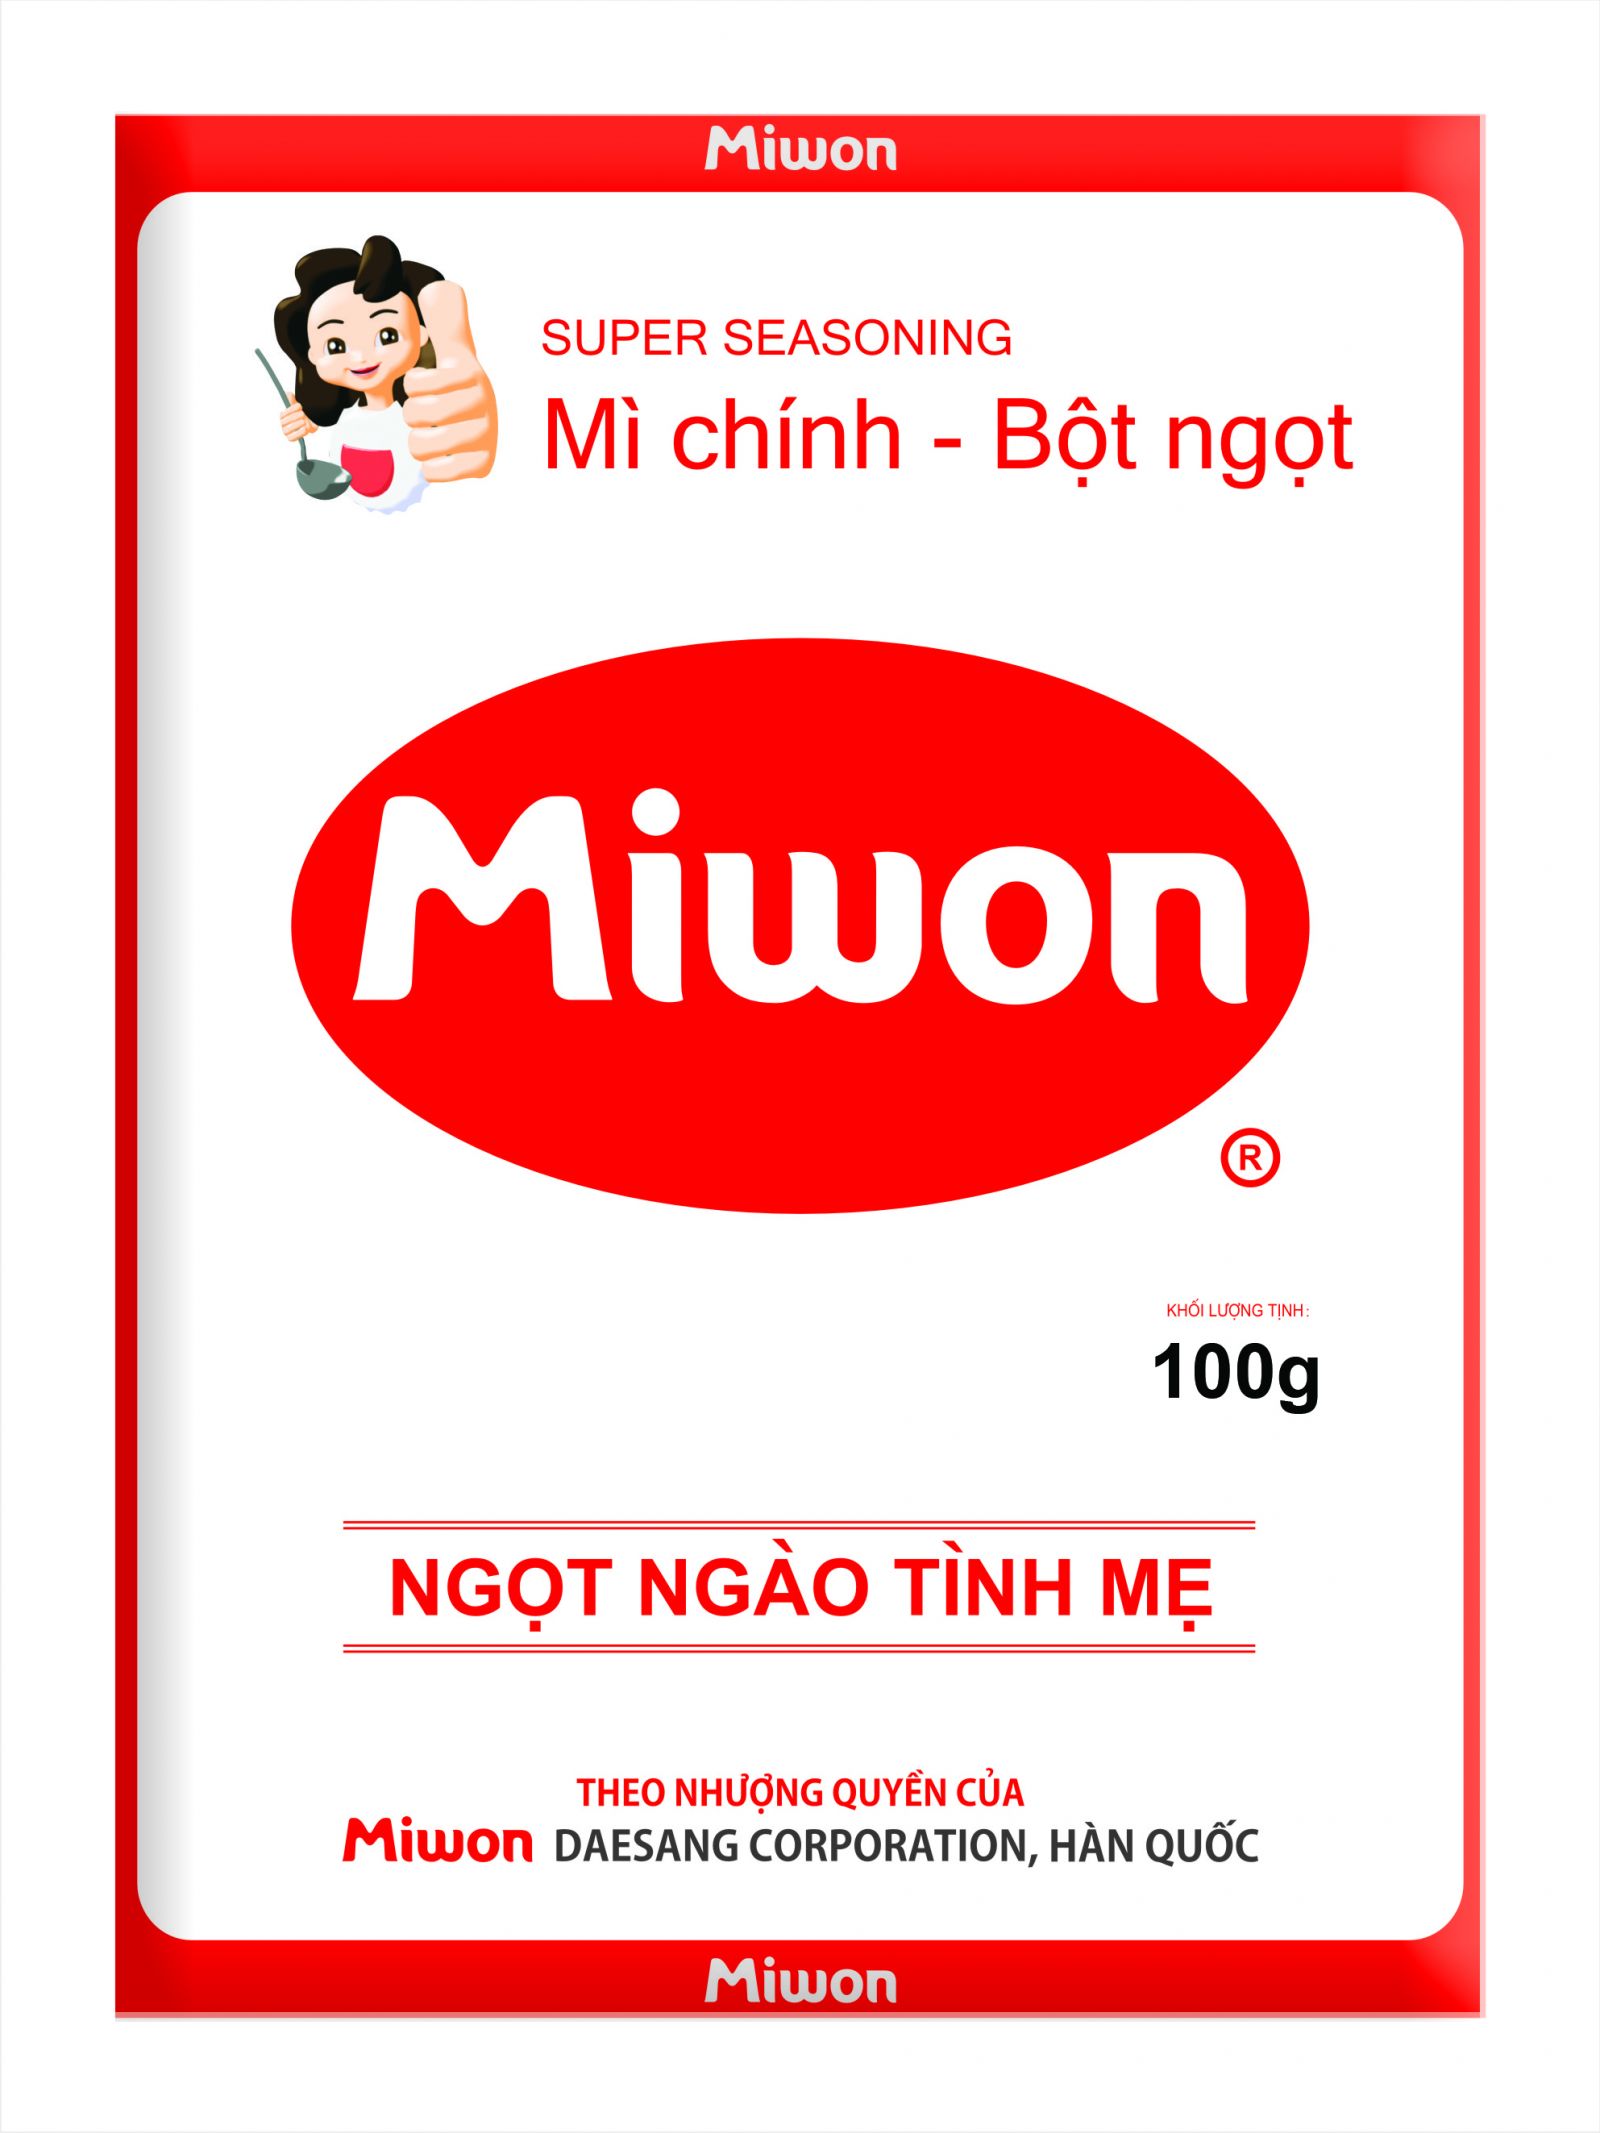 Miwon
SUPER SEASONING
Mì chính - Bột ngọt
Miwon
®
KHỐI LƯỢNG TỊNH:
100g
NGỌT NGÀO TÌNH MẸ
THEO NHƯỢNG QUYỀN CỦA
Miwon DAESANG CORPORATION, HÀN QUỐC
Miwon